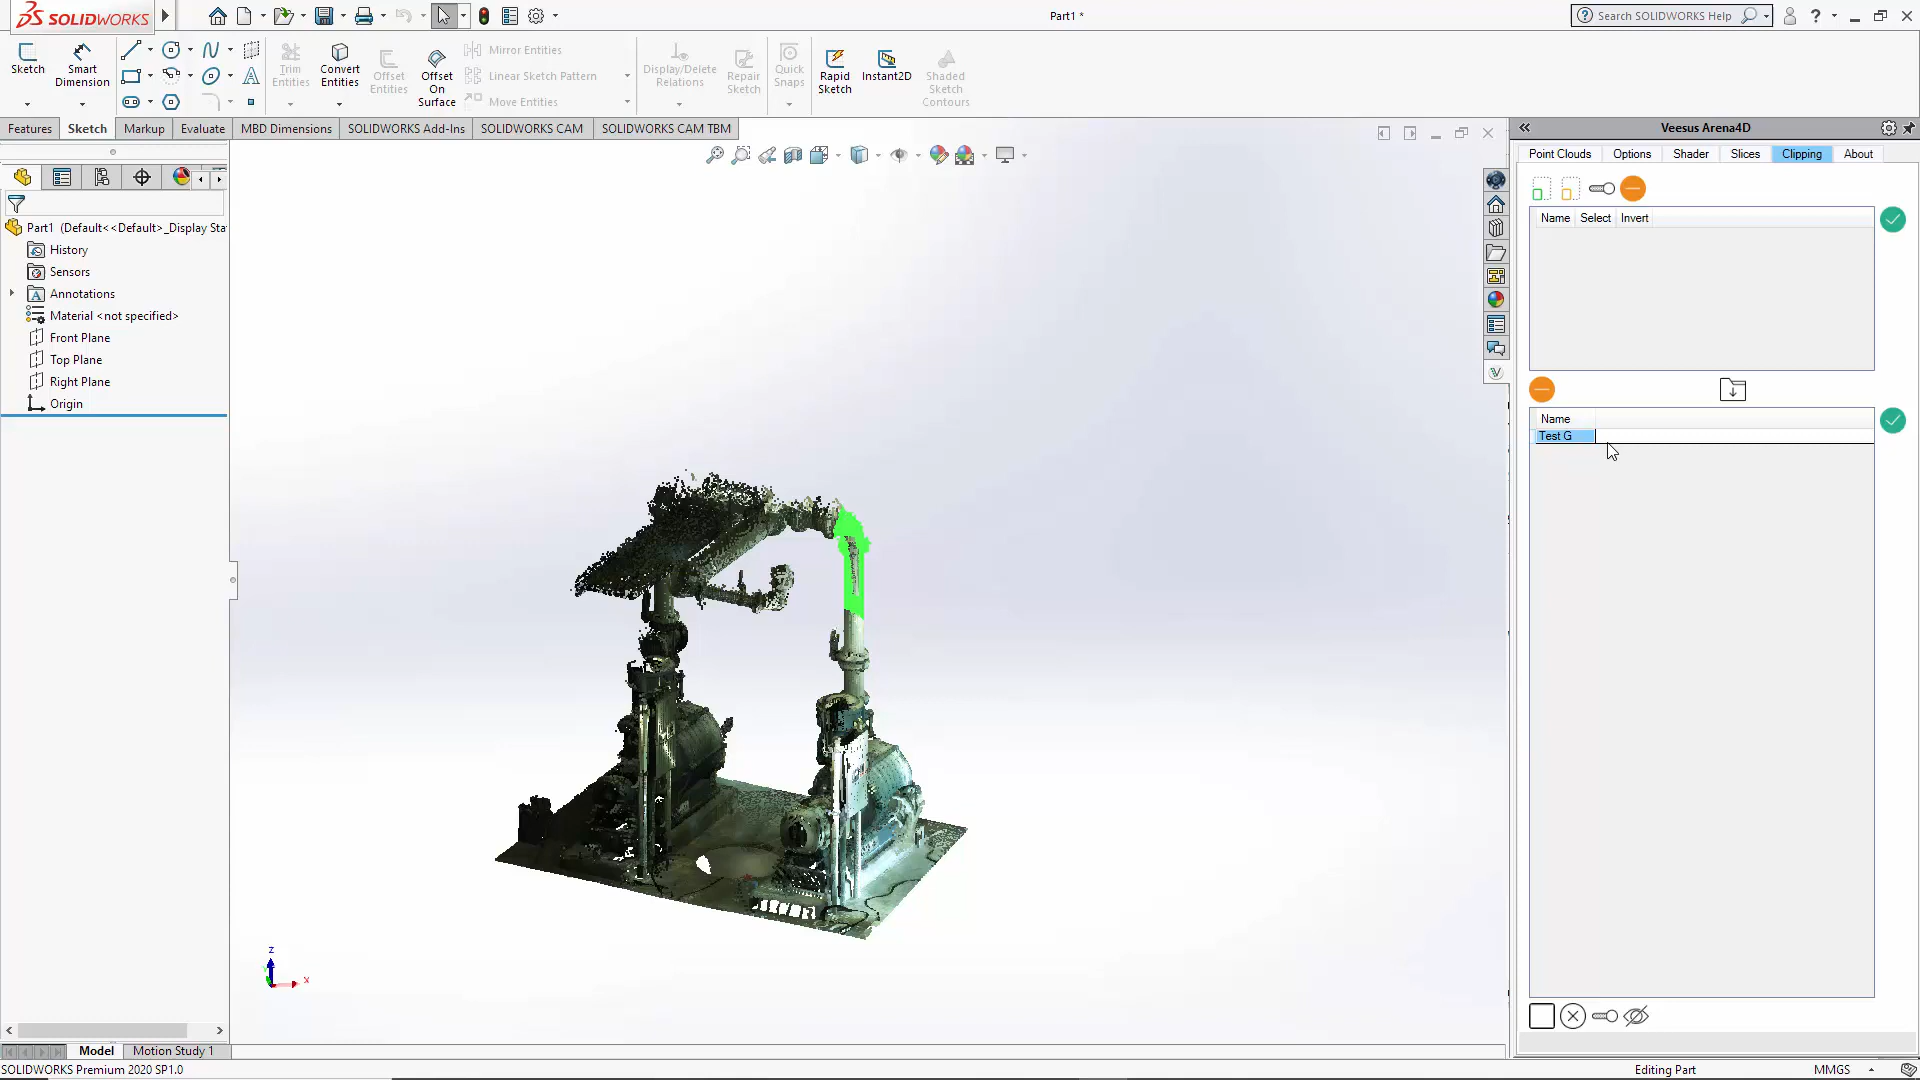 SOLIDWORKS
Part1 *
Search SOLIDWORKS Help
Sketch
Smart Dimension
Trim Entities
Convert Entities
Offset Entities
Offset On Surface
Mirror Entities
Linear Sketch Pattern
Move Entities
Display/Delete Relations
Repair Sketch
Quick Snaps
Rapid Sketch
Instant2D
Shaded Sketch Contours
Features
Sketch
Markup
Evaluate
MBD Dimensions
SOLIDWORKS Add-Ins
SOLIDWORKS CAM
SOLIDWORKS CAM TBM
Veesus Arena4D
Point Clouds
Options
Shader
Slices
Clipping
About
Part1 (Default<<Default>_Display Sta
History
Sensors
Annotations
Material <not specified>
Front Plane
Top Plane
Right Plane
Origin
Name Select Invert
Name
Test G
Z
X
Model
Motion Study 1
SOLIDWORKS Premium 2020 SP1.0
Editing Part
MMGS